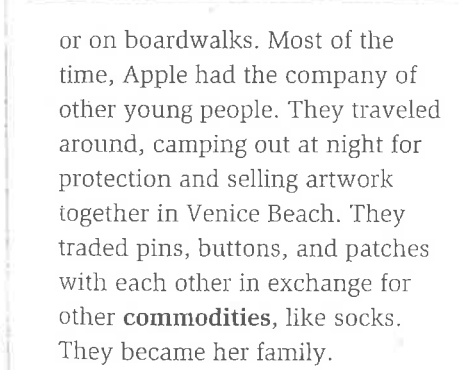 or on boardwalks. Most of the
time, Apple had the company of
other young people. They traveled
around, camping out at night for
protection and selling artwork
together in Venice Beach. They
traded pins, buttons, and patches
with each other in exchange for
other commodities, like socks.
They became her family.